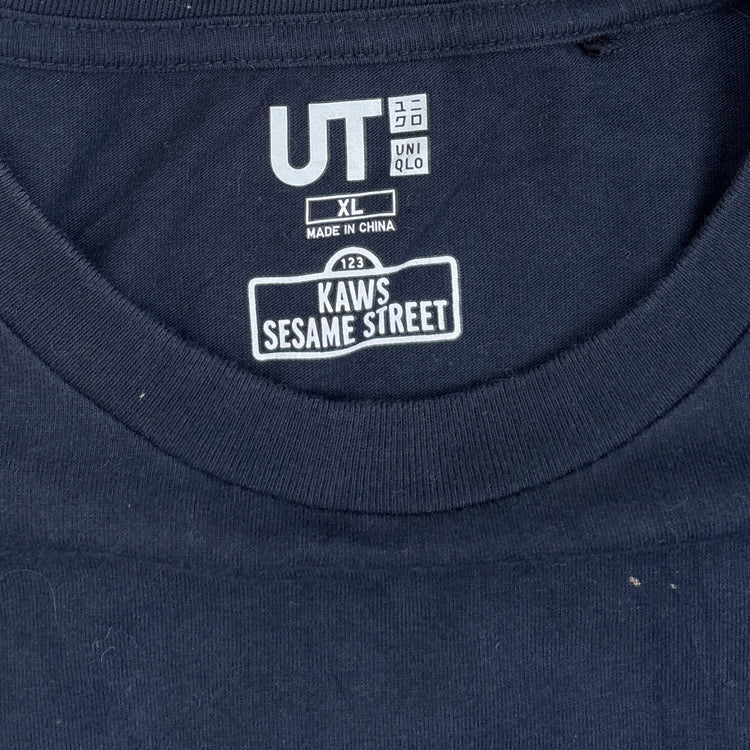 UT
ユニ
クロ
UNI
QLO
XL
MADE IN CHINA
123
KAWS
SESAME STREET